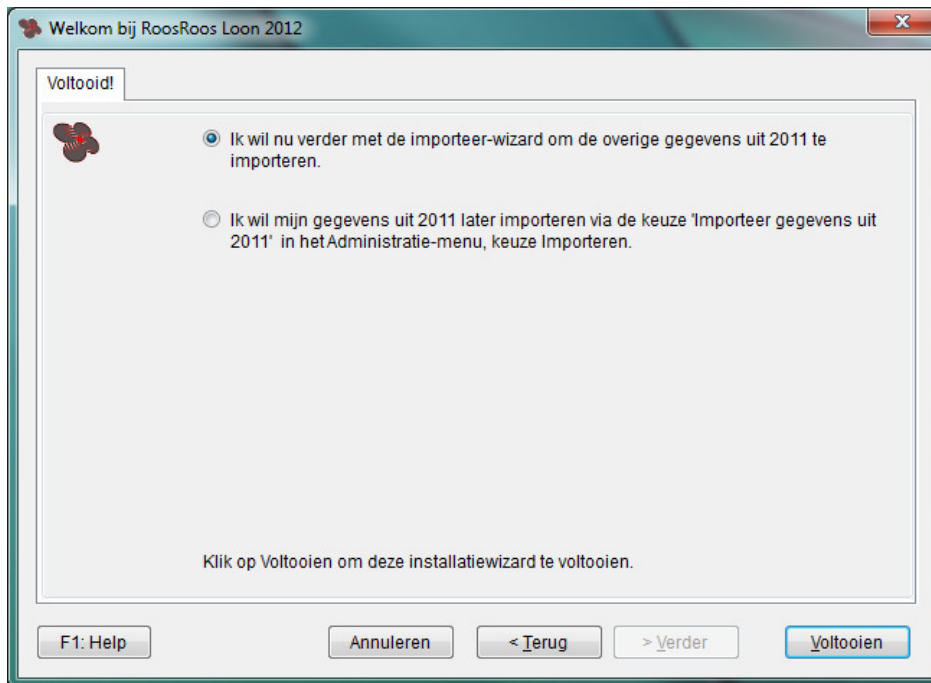 Welkom bij RoosRoos Loon 2012
Voltooid!
Ik wil nu verder met de importeer-wizard om de overige gegevens uit 2011 te
importeren.
Ik wil mijn gegevens uit 2011 later importeren via de keuze 'Importeer gegevens uit
2011'  in het Administratie-menu, keuze Importeren.
Klik op Voltooien om deze installatiewizard te voltooien.
F1: Help
Annuleren
< Terug
> Verder
Voltooien